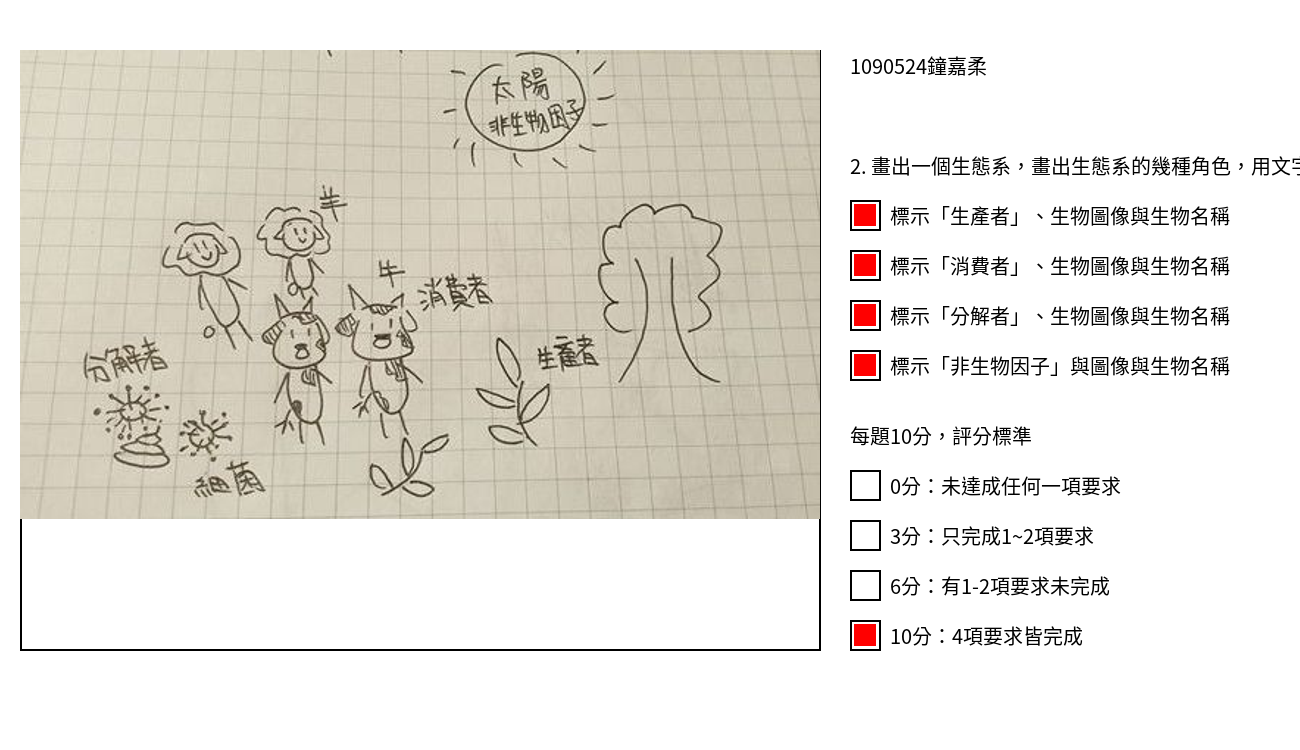 太陽
非生物因子
羊
牛
消費者
生產者
分解者
細菌
1090524鐘嘉柔
2. 畫出一個生態系，畫出生態系的幾種角色，用文字
標示「生產者」、生物圖像與生物名稱
標示「消費者」、生物圖像與生物名稱
標示「分解者」、生物圖像與生物名稱
標示「非生物因子」與圖像與生物名稱
每題10分，評分標準
0分：未達成任何一項要求
3分：只完成1~2項要求
6分：有1-2項要求未完成
10分：4項要求皆完成